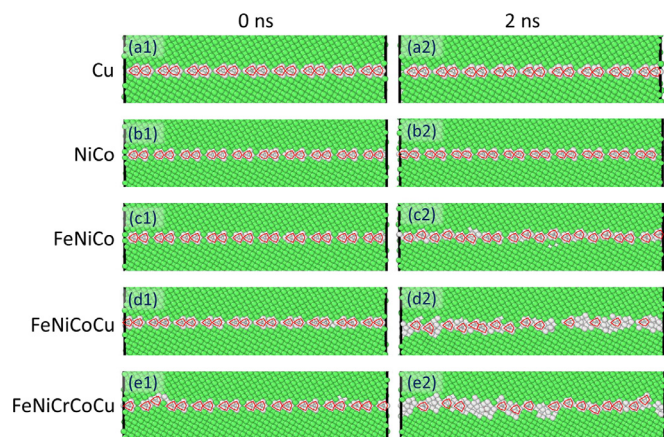 0 ns 2 ns
Cu (a1) (a2)
NiCo (b1) (b2)
FeNiCo (c1) (c2)
FeNiCoCu (d1) (d2)
FeNiCrCoCu (e1) (e2)